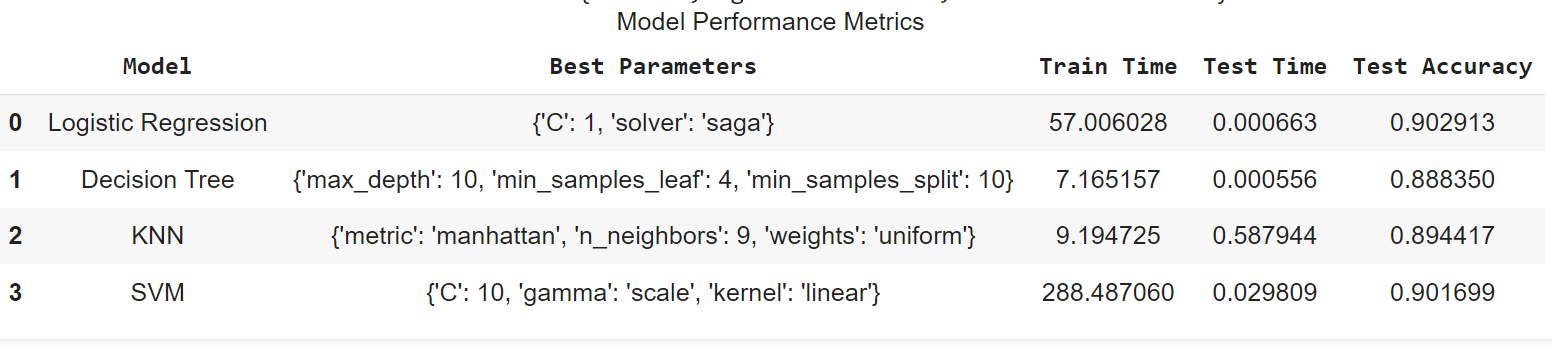 Model Performance Metrics
Model Best Parameters Train Time Test Time Test Accuracy
0 Logistic Regression {'C': 1, 'solver': 'saga'} 57.006028 0.000663 0.902913
1 Decision Tree {'max_depth': 10, 'min_samples_leaf': 4, 'min_samples_split': 10} 7.165157 0.000556 0.888350
2 KNN {'metric': 'manhattan', 'n_neighbors': 9, 'weights': 'uniform'} 9.194725 0.587944 0.894417
3 SVM {'C': 10, 'gamma': 'scale', 'kernel': 'linear'} 288.487060 0.029809 0.901699